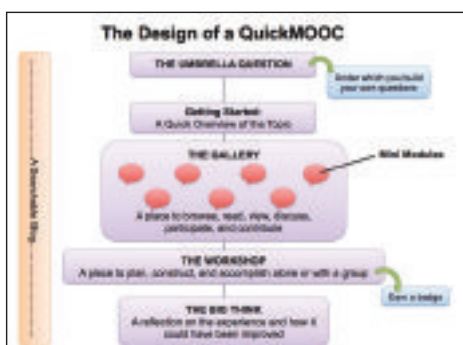 The Design of a QuickMOOC
THE UMBRELLA QUESTION
Under which you build
your own questions
Getting Started:
A Quick Overview of the Topic
THE GALLERY
Mini Modules
A place to browse, read, view, discuss,
participate, and contribute
THE WORKSHOP
A place to plan, construct, and accomplish alone or with a group
Earn a badge
THE BIG THINK
A reflection on the experience and how it
could have been improved
A Searchable Blog